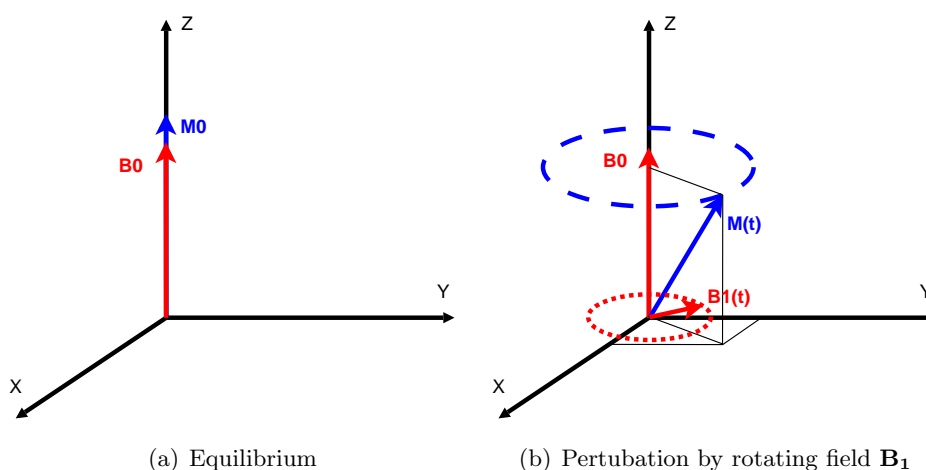 Z
M0
B0
Y
X
(a) Equilibrium
Z
B0
M(t)
B1(t)
Y
X
(b) Pertubation by rotating field B₁